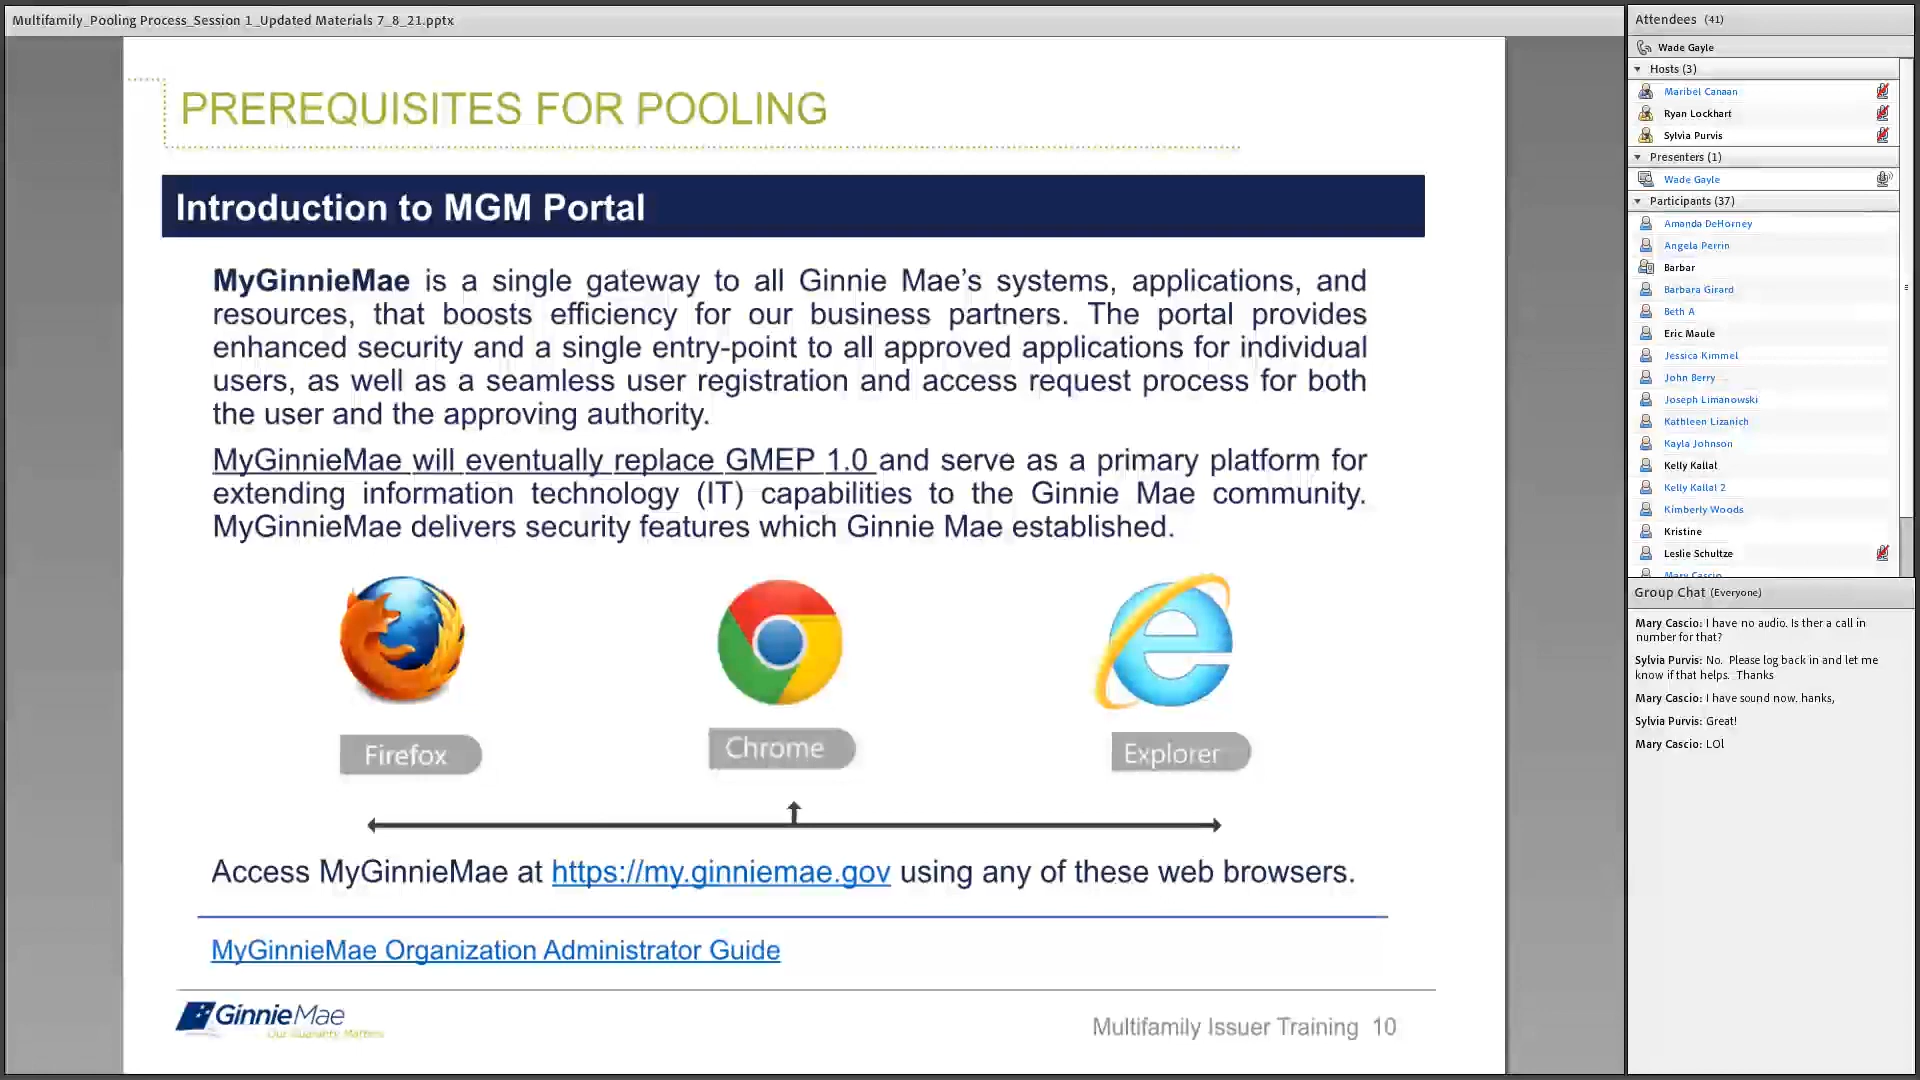 Multifamily_Pooling Process_Session 1_Updated Materials 7_8_21.pptx
PREREQUISITES FOR POOLING
Introduction to MGM Portal
MyGinnieMae is a single gateway to all Ginnie Mae’s systems, applications, and
resources, that boosts efficiency for our business partners. The portal provides
enhanced security and a single entry-point to all approved applications for individual
users, as well as a seamless user registration and access request process for both
the user and the approving authority.
MyGinnieMae will eventually replace GMEP 1.0 and serve as a primary platform for
extending information technology (IT) capabilities to the Ginnie Mae community.
MyGinnieMae delivers security features which Ginnie Mae established.
Firefox
Chrome
Explorer
Access MyGinnieMae at https://my.ginniemae.gov using any of these web browsers.
MyGinnieMae Organization Administrator Guide
GinnieMae
Our Guaranty Matters
Multifamily Issuer Training 10
Attendees (41)
Wade Gayle
Hosts (3)
Maribel Canaan
Ryan Lockhart
Sylvia Purvis
Presenters (1)
Wade Gayle
Participants (37)
Amanda DeHorney
Angela Perrin
Barbar
Barbara Girard
Beth A
Eric Maule
Jessica Kimmel
John Berry
Joseph Limanowski
Kathleen Lizanich
Kayla Johnson
Kelly Kallal
Kelly Kallal 2
Kimberly Woods
Kristine
Leslie Schultze
Mary Cascio
Group Chat (Everyone)
Mary Cascio: I have no audio. Is ther a call in
number for that?
Sylvia Purvis: No. Please log back in and let me
know if that helps. Thanks
Mary Cascio: I have sound now. hanks,
Sylvia Purvis: Great!
Mary Cascio: LOl